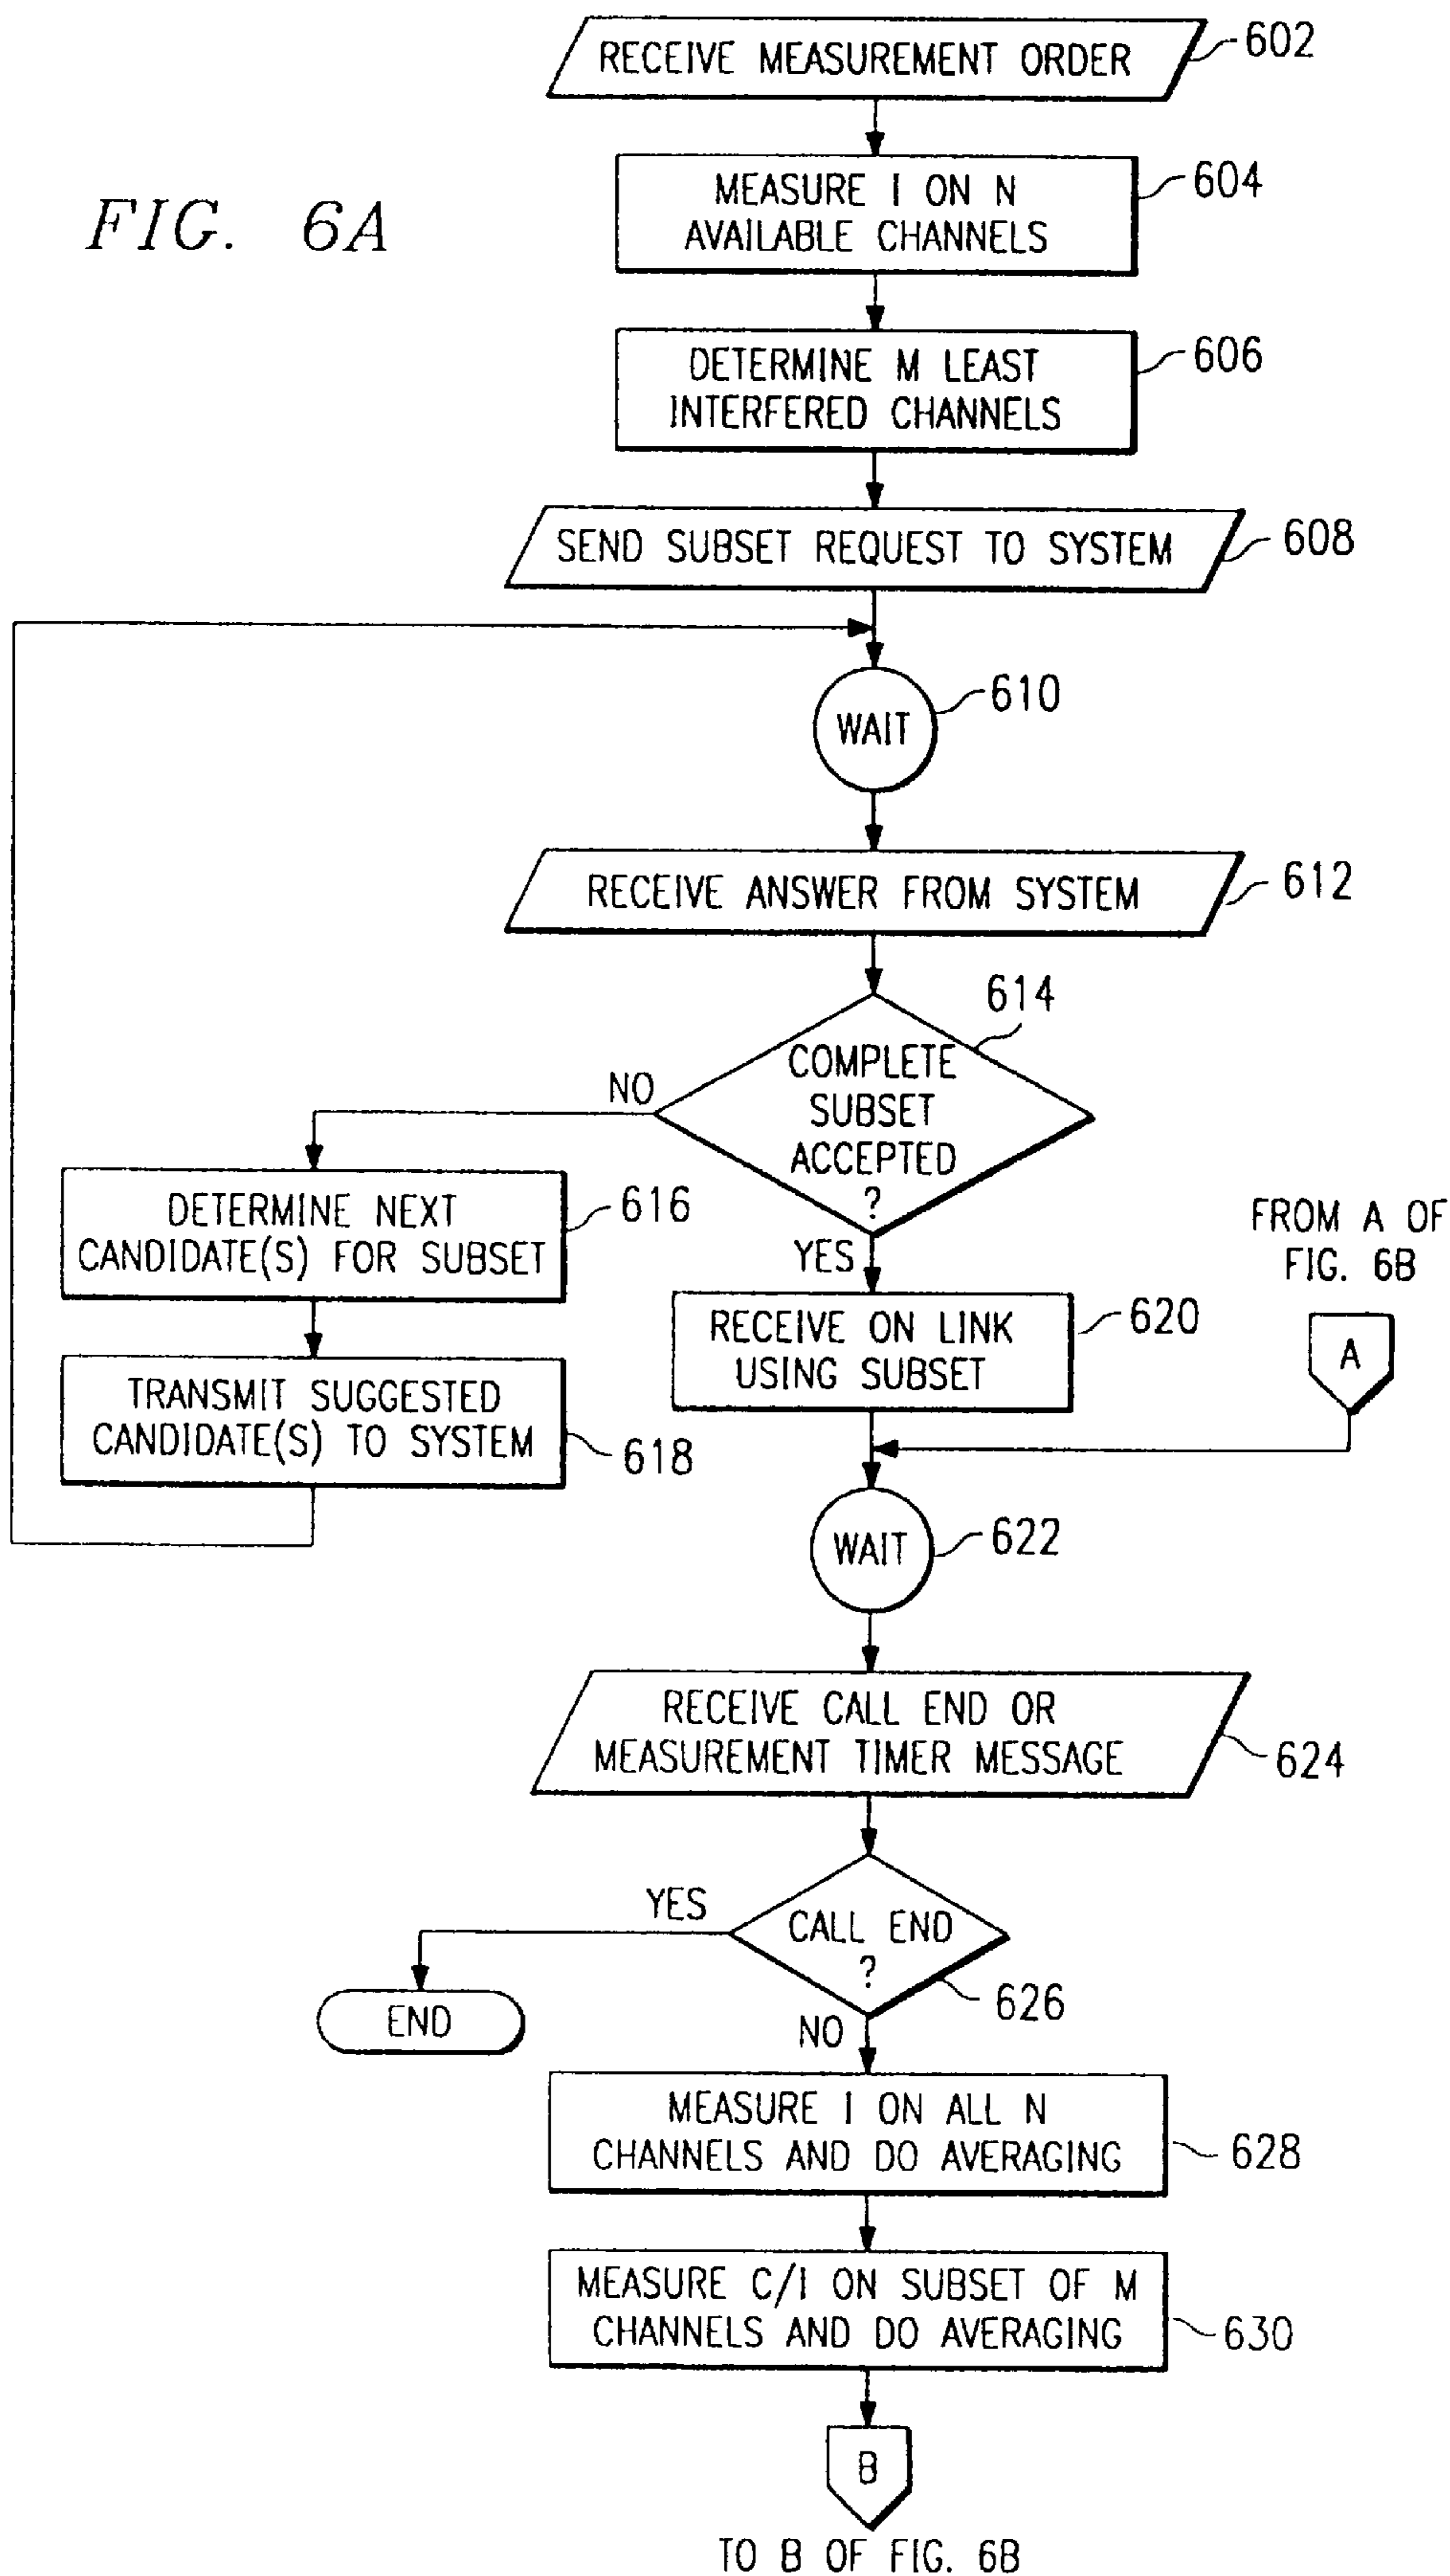 FIG. 6A
RECEIVE MEASUREMENT ORDER
602
MEASURE I ON N
AVAILABLE CHANNELS
604
DETERMINE M LEAST
INTERFERED CHANNELS
606
SEND SUBSET REQUEST TO SYSTEM
608
WAIT
610
RECEIVE ANSWER FROM SYSTEM
612
COMPLETE
SUBSET
ACCEPTED
?
614
NO
DETERMINE NEXT
CANDIDATE(S) FOR SUBSET
616
TRANSMIT SUGGESTED
CANDIDATE(S) TO SYSTEM
618
YES
RECEIVE ON LINK
USING SUBSET
620
FROM A OF
FIG. 6B
A
WAIT
622
RECEIVE CALL END OR
MEASUREMENT TIMER MESSAGE
624
CALL END
?
626
YES
END
NO
MEASURE I ON ALL N
CHANNELS AND DO AVERAGING
628
MEASURE C/I ON SUBSET OF M
CHANNELS AND DO AVERAGING
630
B
TO B OF FIG. 6B